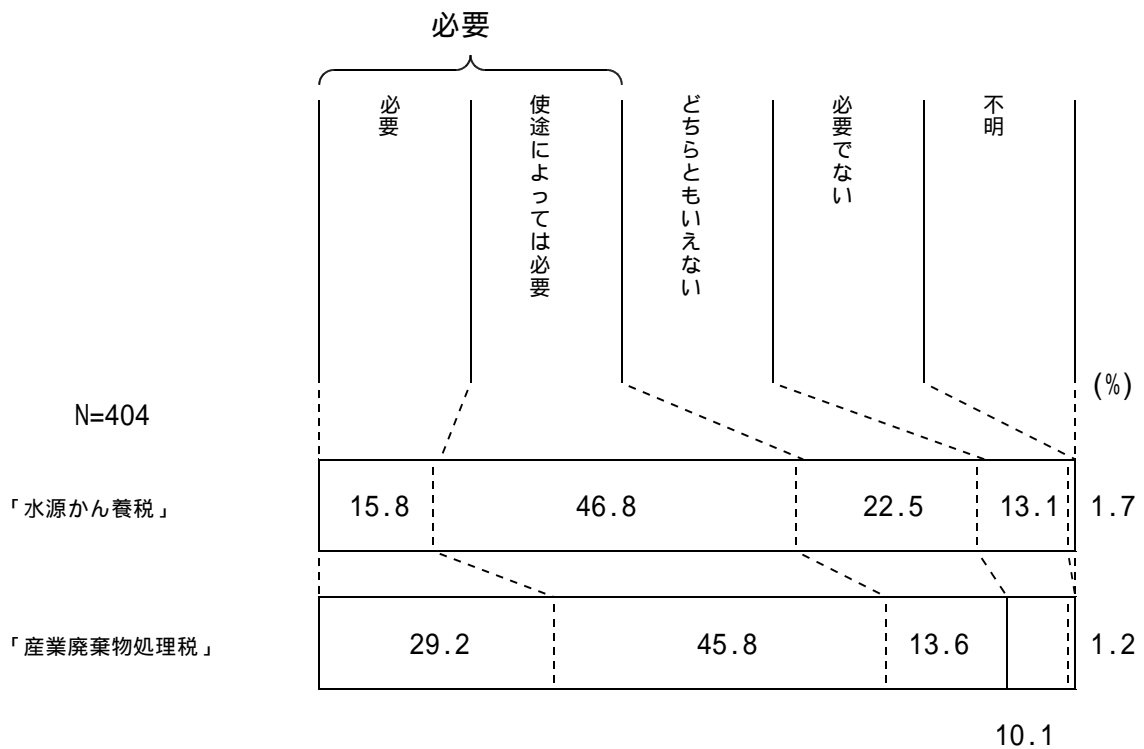 必要
必要
使途によっては必要
どちらともいえない
必要でない
不明
(%)
N=404
「水源かん養税」
15.8
46.8
22.5
13.1
1.7
「産業廃棄物処理税」
29.2
45.8
13.6
1.2
10.1